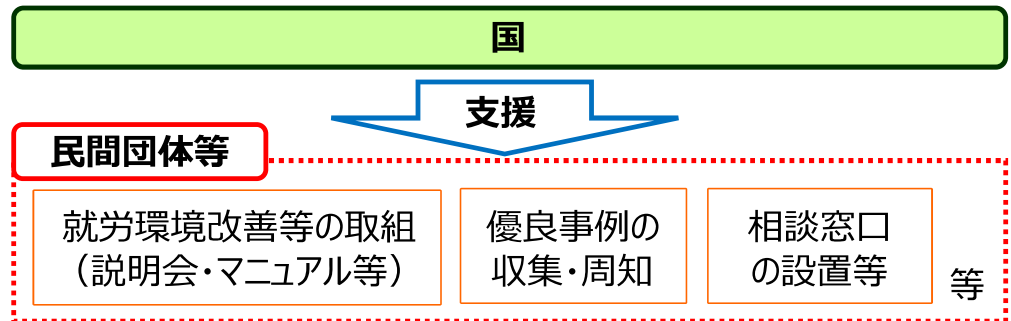 国
支援
民間団体等
就労環境改善等の取組
（説明会・マニュアル等）
優良事例の
収集・周知
相談窓口
の設置等
等